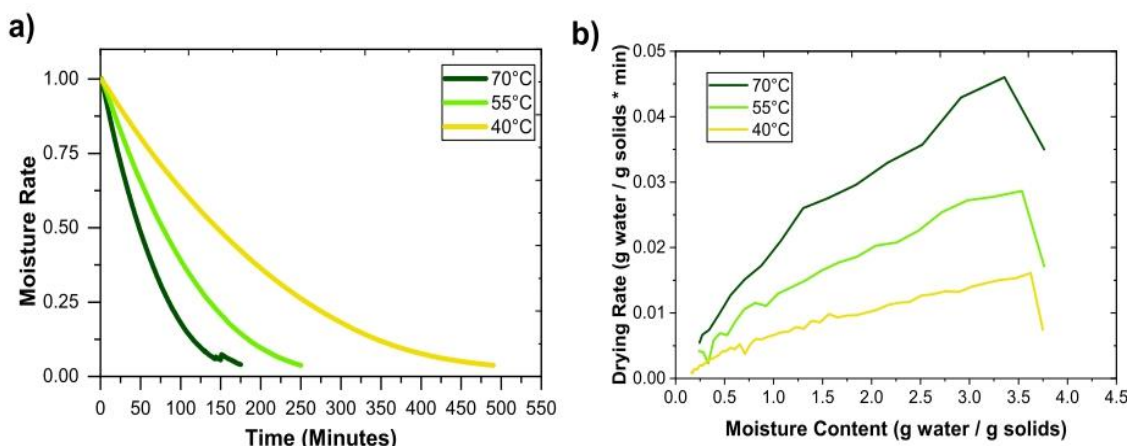 a)
Moisture Rate
1.00
0.75
0.50
0.25
0.00
70°C
55°C
40°C
0 50 100 150 200 250 300 350 400 450 500 550
Time (Minutes)
b)
Drying Rate (g water / g solids * min)
0.05
0.04
0.03
0.02
0.01
0.00
70°C
55°C
40°C
0.0 0.5 1.0 1.5 2.0 2.5 3.0 3.5 4.0 4.5
Moisture Content (g water / g solids)